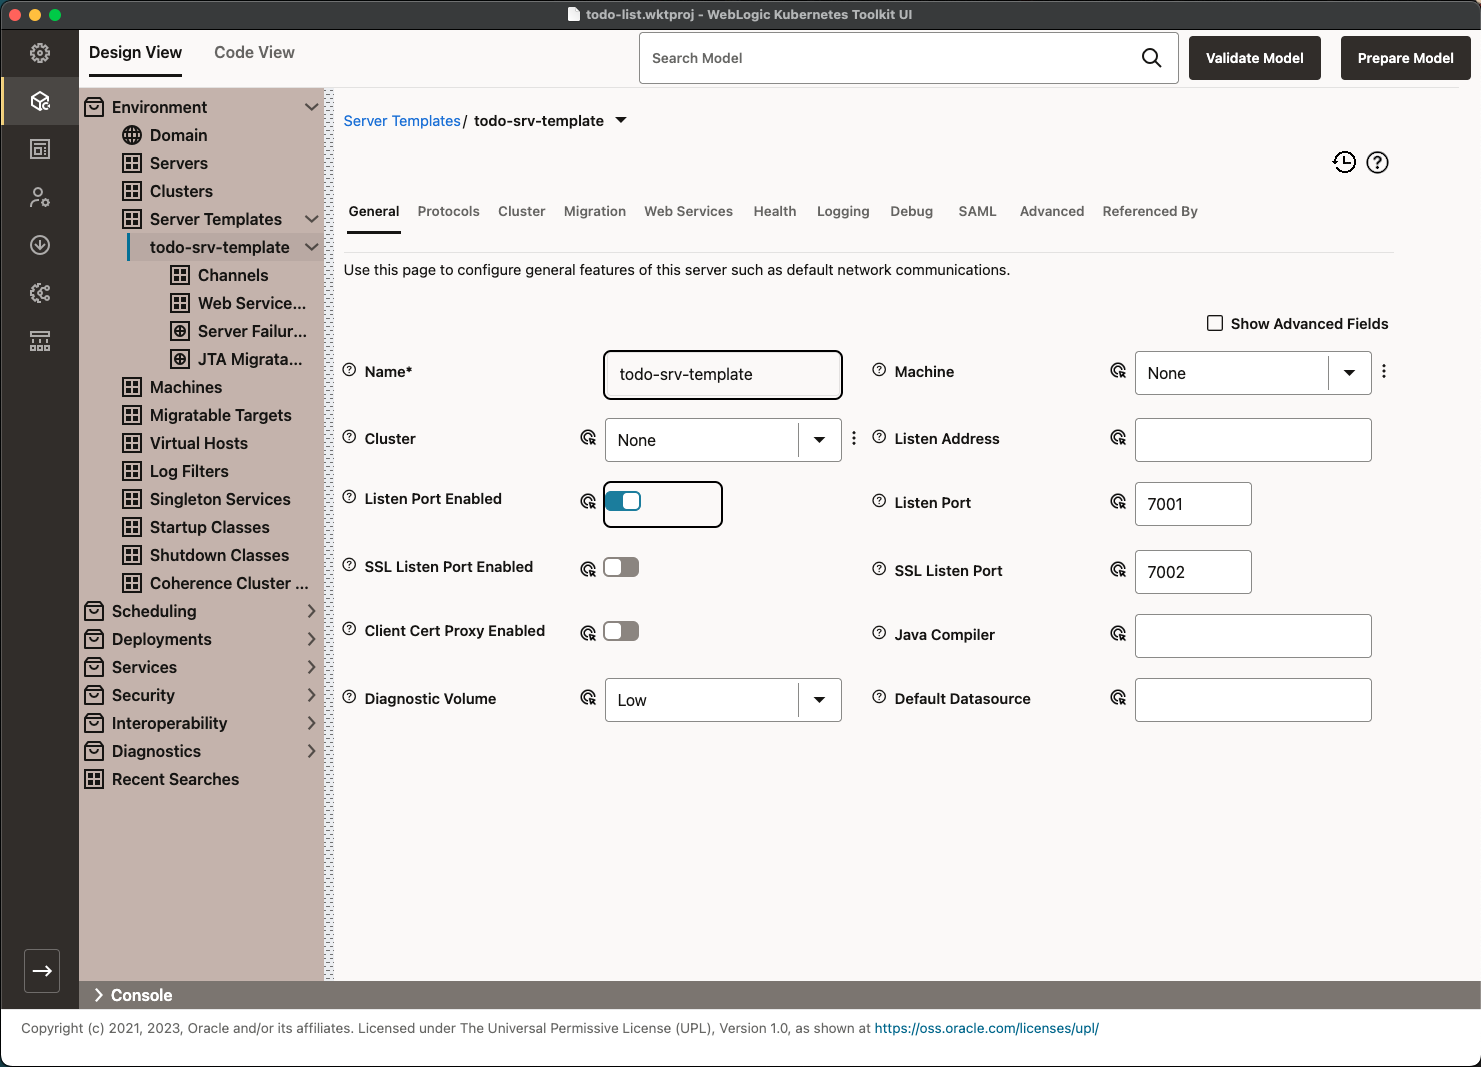 todo-list.wktproj - WebLogic Kubernetes Toolkit UI
Design View
Code View
Search Model
Validate Model
Prepare Model
Environment
Domain
Servers
Clusters
Server Templates
todo-srv-template
Channels
Web Service...
Server Failur...
JTA Migrata...
Machines
Migratable Targets
Virtual Hosts
Log Filters
Singleton Services
Startup Classes
Shutdown Classes
Coherence Cluster ...
Scheduling
Deployments
Services
Security
Interoperability
Diagnostics
Recent Searches
Server Templates / todo-srv-template
General Protocols Cluster Migration Web Services Health Logging Debug SAML Advanced Referenced By
Use this page to configure general features of this server such as default network communications.
Show Advanced Fields
Name* todo-srv-template
Machine None
Cluster None
Listen Address
Listen Port Enabled
Listen Port 7001
SSL Listen Port Enabled
SSL Listen Port 7002
Client Cert Proxy Enabled
Java Compiler
Diagnostic Volume Low
Default Datasource
Console
Copyright (c) 2021, 2023, Oracle and/or its affiliates. Licensed under The Universal Permissive License (UPL), Version 1.0, as shown at https://oss.oracle.com/licenses/upl/